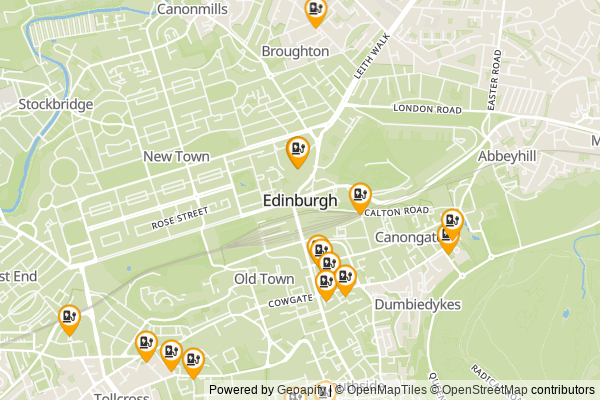 Canonmills
Broughton
LEITH WALK
EASTER ROAD
Stockbridge
LONDON ROAD
New Town
Abbeyhill
Edinburgh
ROSE STREET
CALTON ROAD
Canongate
Old Town
COWGATE
Dumbiedykes
Tollcross
Powered by Geoapify | © OpenMapTiles © OpenStreetMap contributors